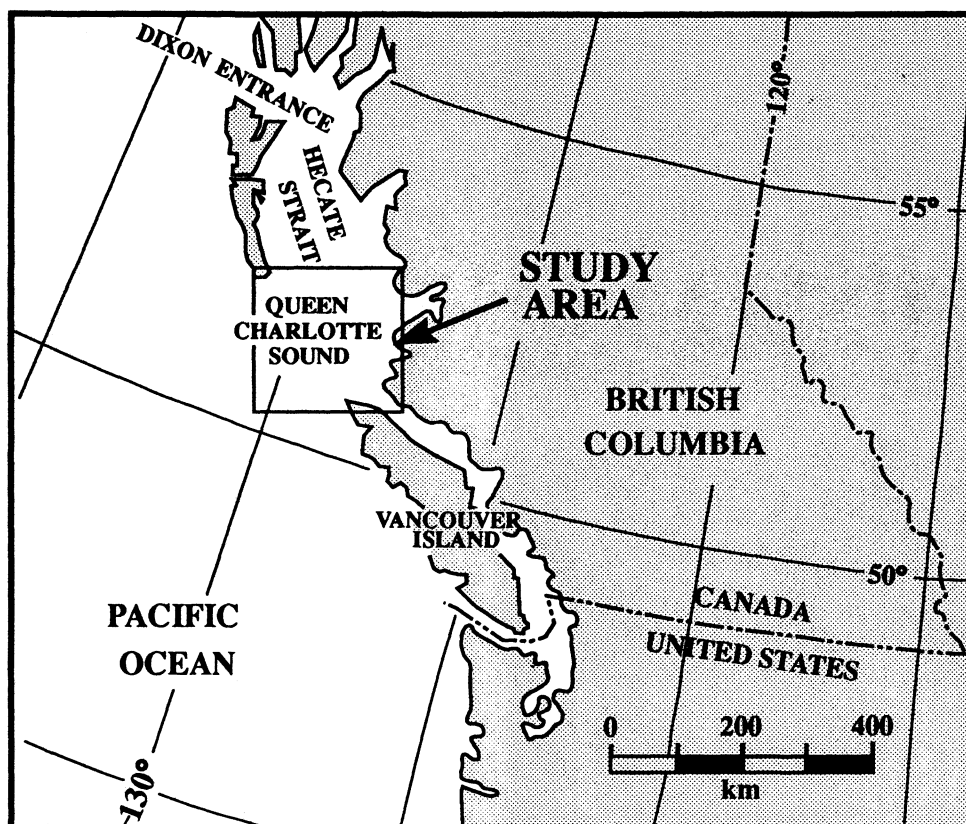 DIXON ENTRANCE
120°
HECATE
STRAIT
55°
STUDY
AREA
QUEEN
CHARLOTTE
SOUND
BRITISH
COLUMBIA
VANCOUVER
ISLAND
50°
CANADA
UNITED STATES
PACIFIC
OCEAN
0 200 400
km
130°